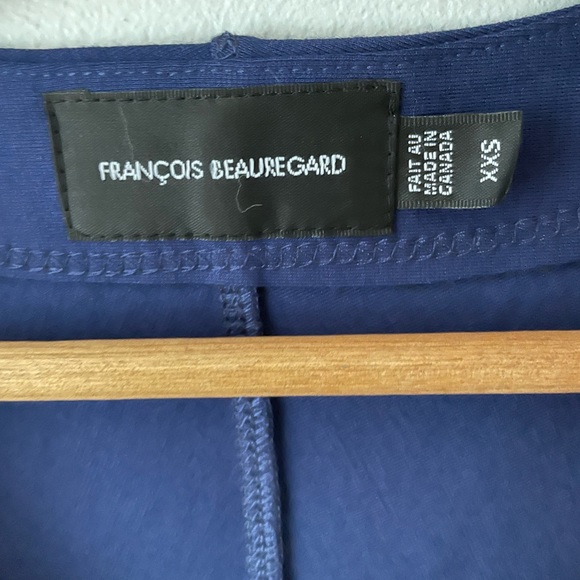 FRANÇOIS BEAUREGARD
FAIT AU
MADE IN
CANADA
XXS